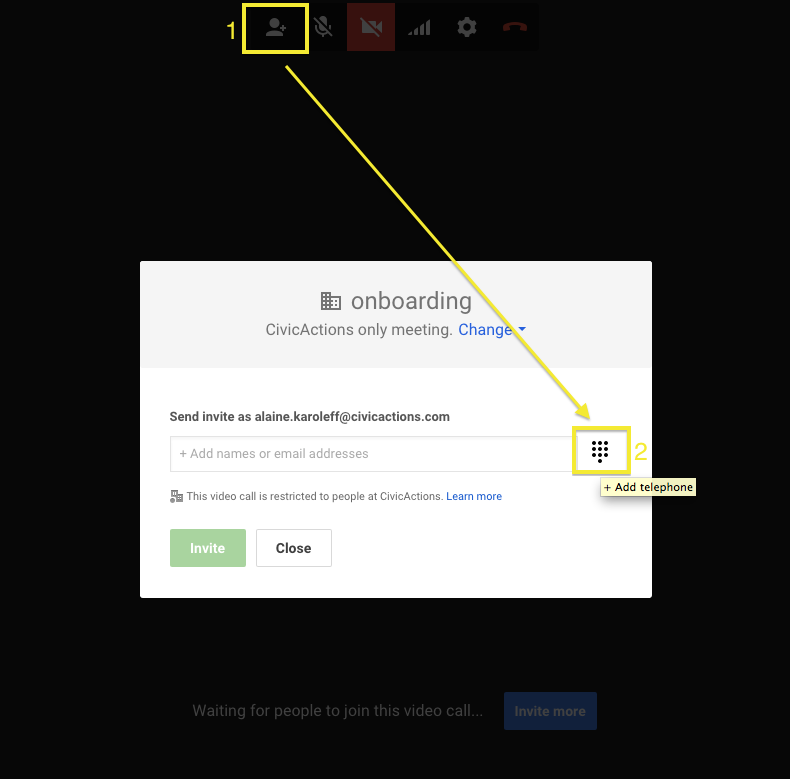 1
onboarding
CivicActions only meeting. Change
Send invite as alaine.karoleff@civicactions.com
+ Add names or email addresses
2
+ Add telephone
This video call is restricted to people at CivicActions. Learn more
Invite
Close
Waiting for people to join this video call...
Invite more